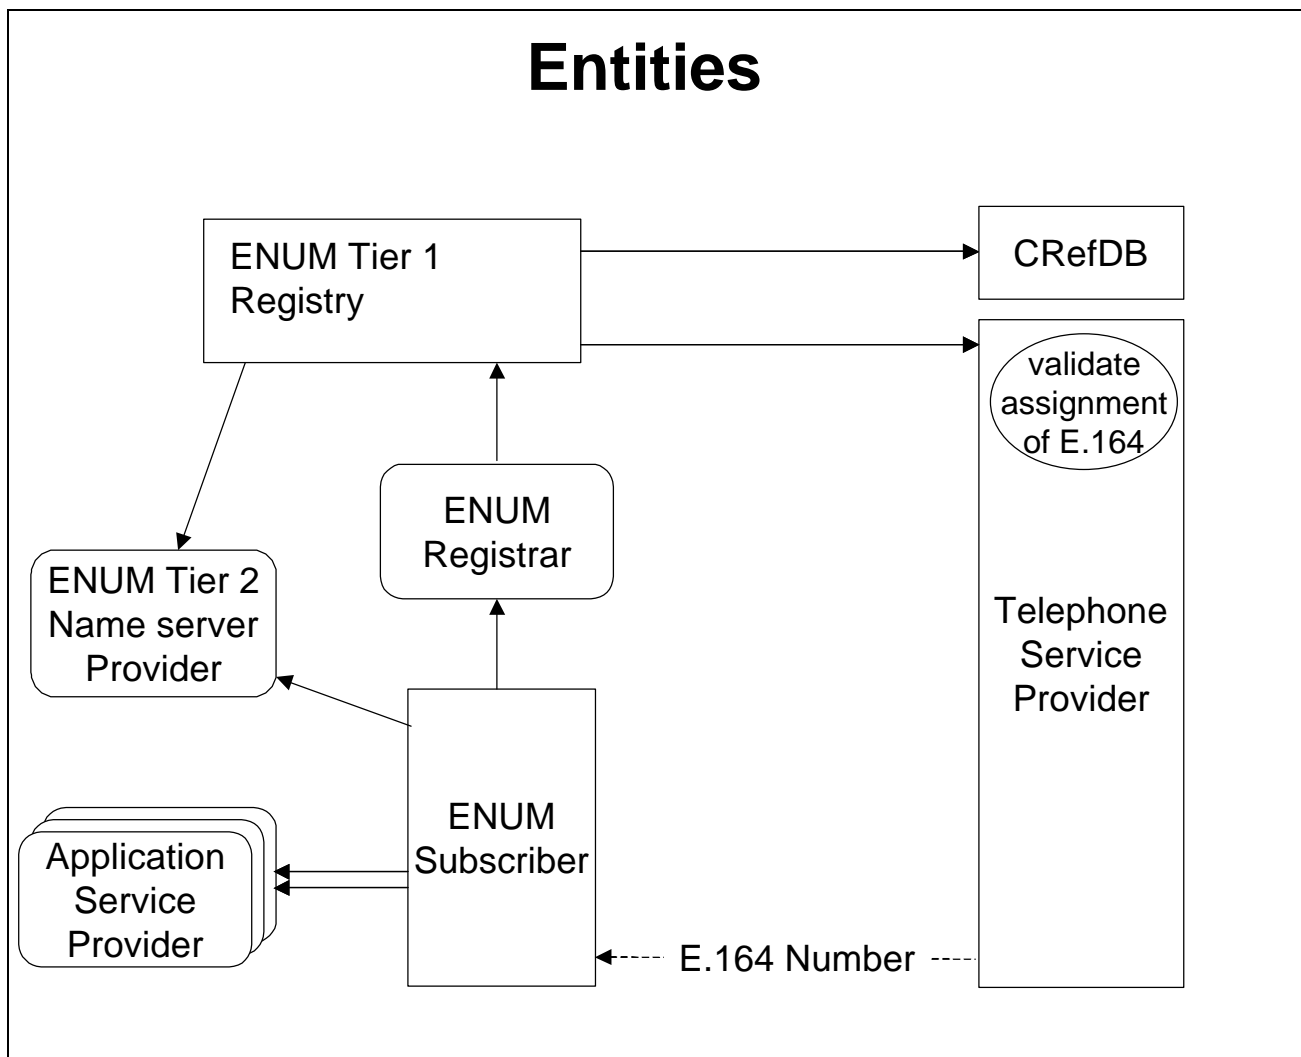 Entities
ENUM Tier 1
Registry
CRefDB
validate
assignment
of E.164
ENUM
Registrar
ENUM Tier 2
Name server
Provider
Telephone
Service
Provider
ENUM
Subscriber
Application
Service
Provider
E.164 Number